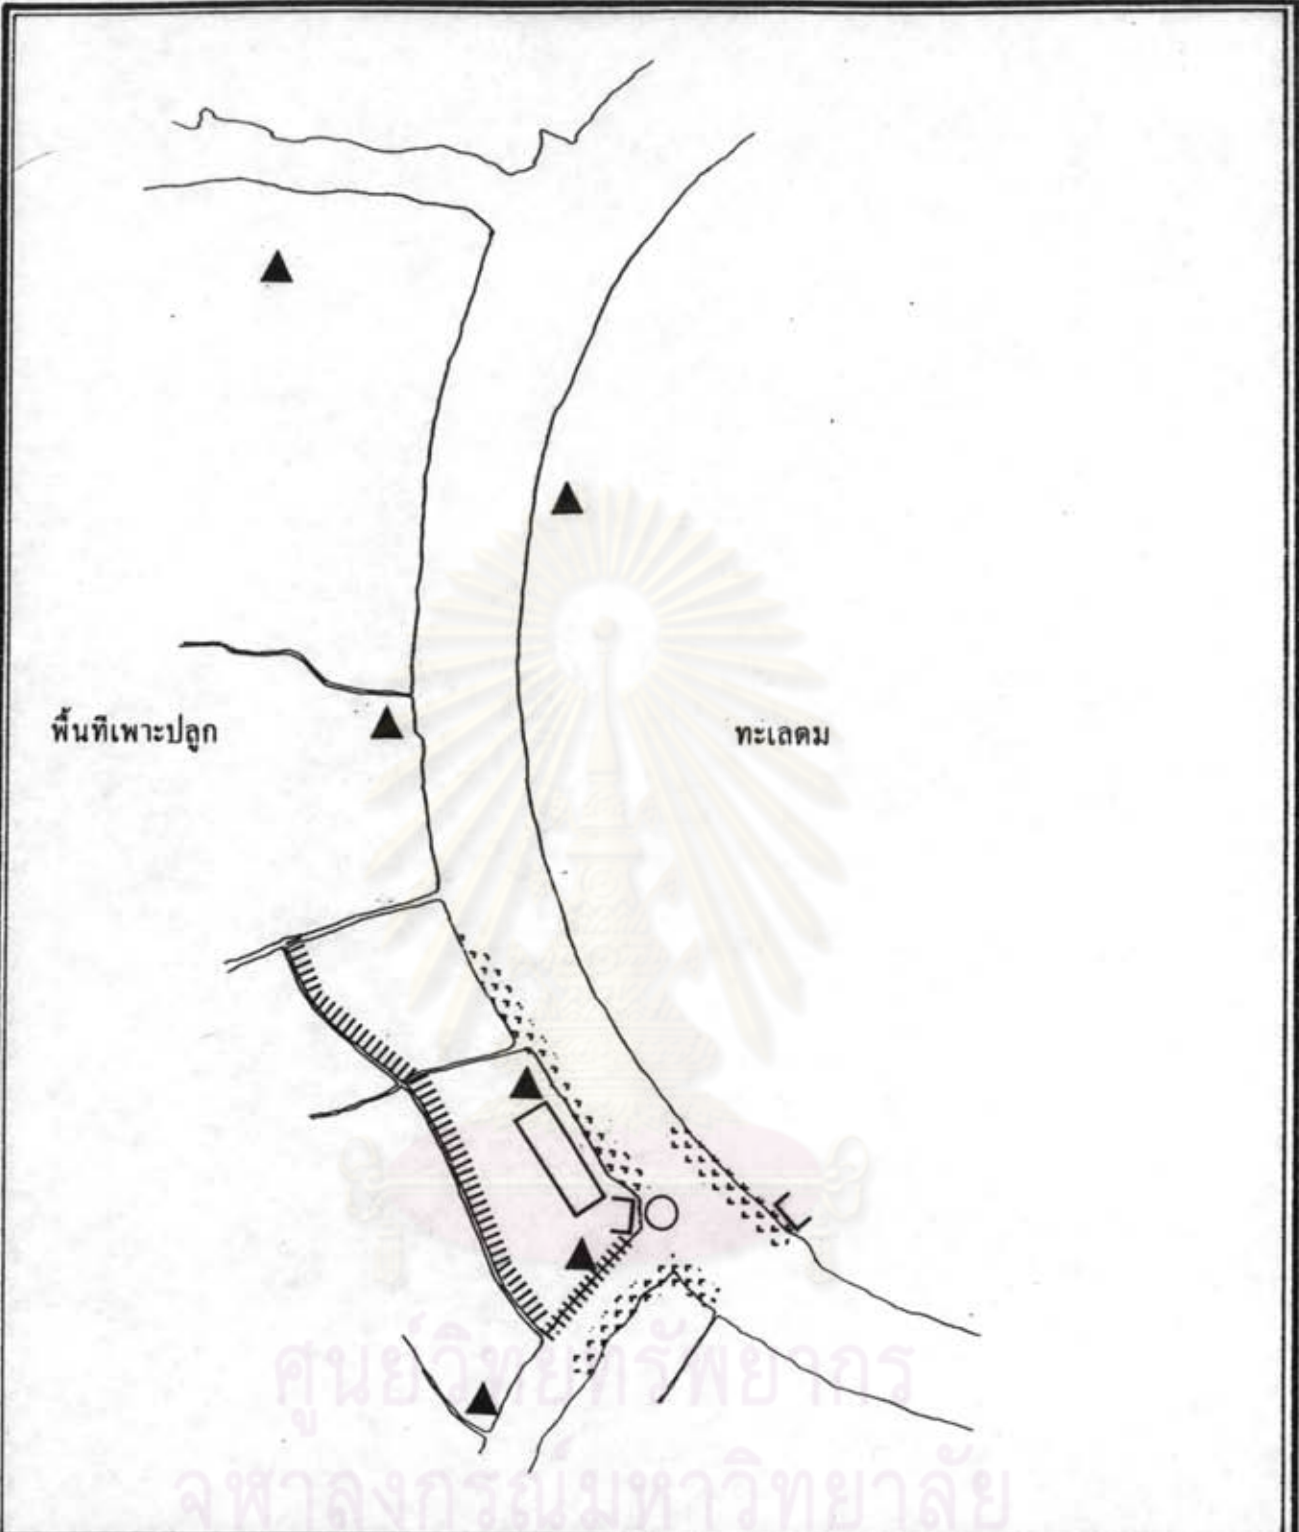 พื้นที่เพาะปลูก
ทะเลตม
ศูนย์วิทยทรัพยากร
จุฬาลงกรณ์มหาวิทยาลัย